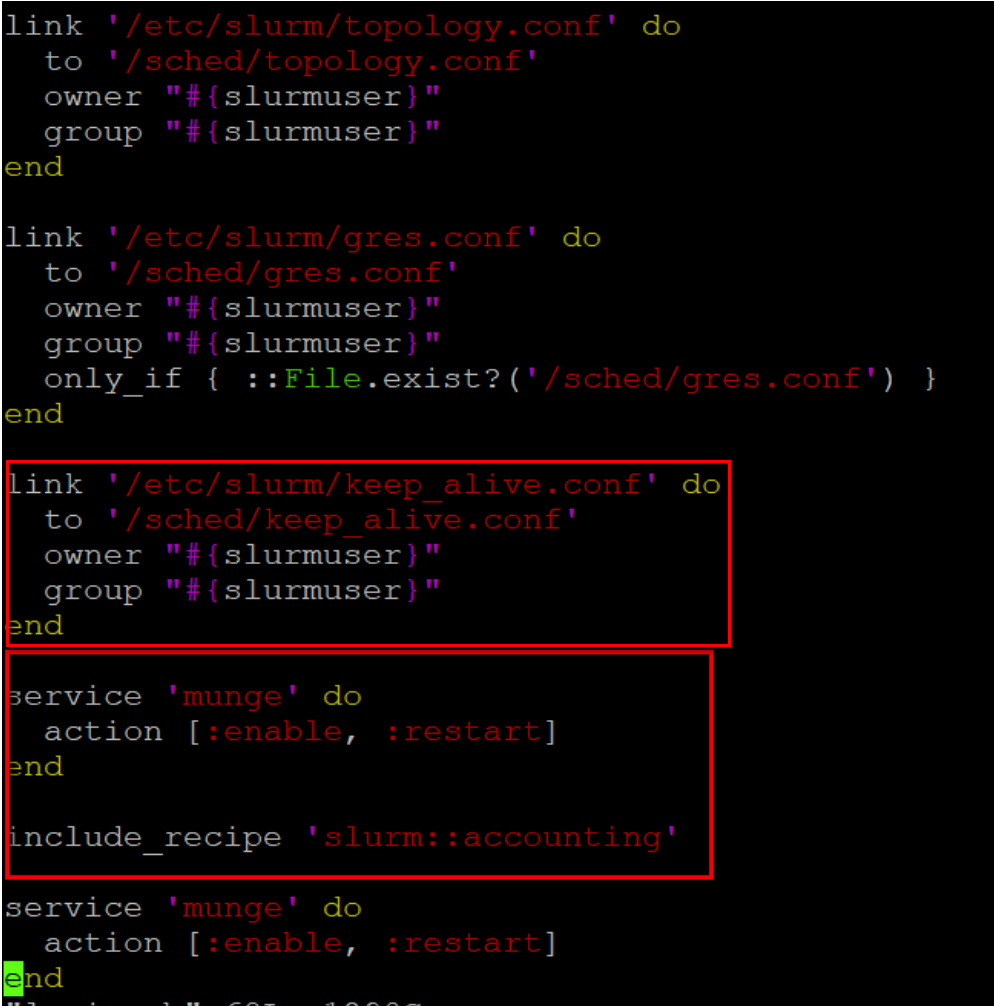 link '/etc/slurm/topology.conf' do
  to '/sched/topology.conf'
  owner "#{slurmuser}"
  group "#{slurmuser}"
end

link '/etc/slurm/gres.conf' do
  to '/sched/gres.conf'
  owner "#{slurmuser}"
  group "#{slurmuser}"
  only_if { ::File.exist?('/sched/gres.conf') }
end

link '/etc/slurm/keep_alive.conf' do
  to '/sched/keep_alive.conf'
  owner "#{slurmuser}"
  group "#{slurmuser}"
end

service 'munge' do
  action [:enable, :restart]
end

include_recipe 'slurm::accounting'

service 'munge' do
  action [:enable, :restart]
end